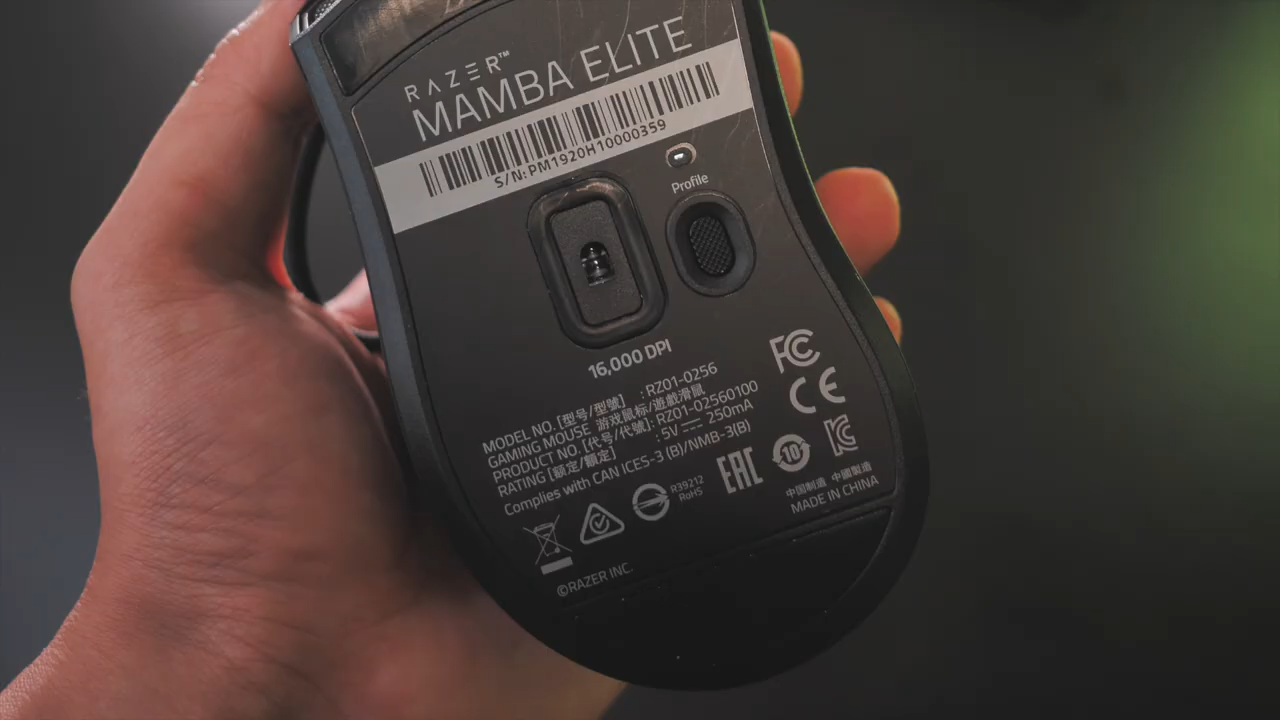 RAZER™
MAMBA ELITE
S/N: PM1920H10000359
Profile
16,000 DPI
MODEL NO. [型号/型號] : RZ01-0256
GAMING MOUSE 游戏鼠标/遊戲滑鼠
PRODUCT NO. [代号/代號]: RZ01-02560100
RATING [额定/額定] : 5V 250mA
Complies with CAN ICES-3 (B)/NMB-3(B)
FC
CE
R39212
RoHS
EAC
10
中国制造 中國製造
MADE IN CHINA
©RAZER INC.